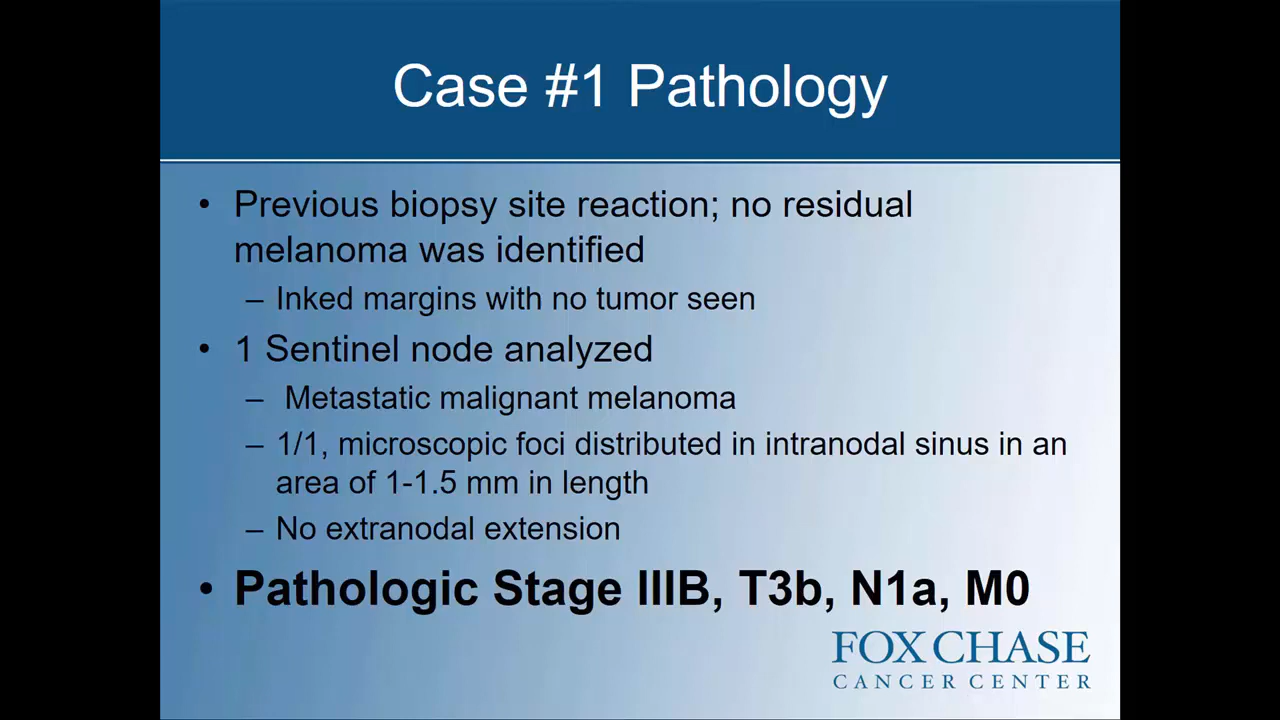 Case #1 Pathology
• Previous biopsy site reaction; no residual
melanoma was identified
– Inked margins with no tumor seen
• 1 Sentinel node analyzed
– Metastatic malignant melanoma
– 1/1, microscopic foci distributed in intranodal sinus in an
area of 1-1.5 mm in length
– No extranodal extension
• Pathologic Stage IIIB, T3b, N1a, M0
FOX CHASE
CANCER CENTER